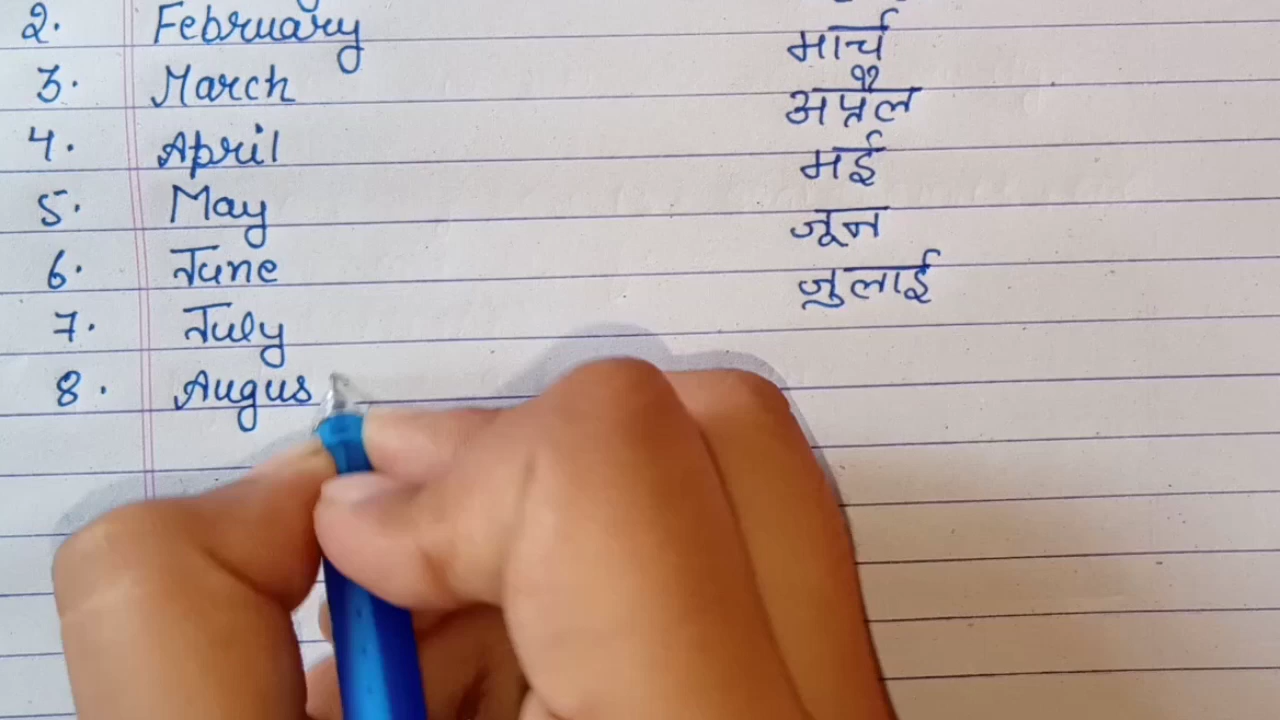 2. February
3. March मार्च
4. April अप्रैल
5. May मई
6. June जून
7. July जुलाई
8. Augus